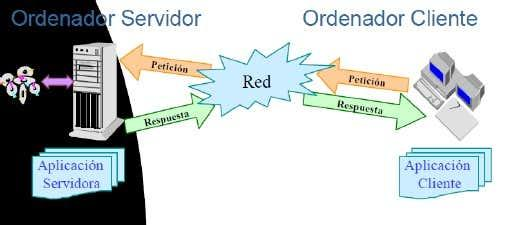 Ordenador Servidor
Ordenador Cliente
Petición
Petición
Red
Respuesta
Respuesta
Aplicación
Servidora
Aplicación
Cliente